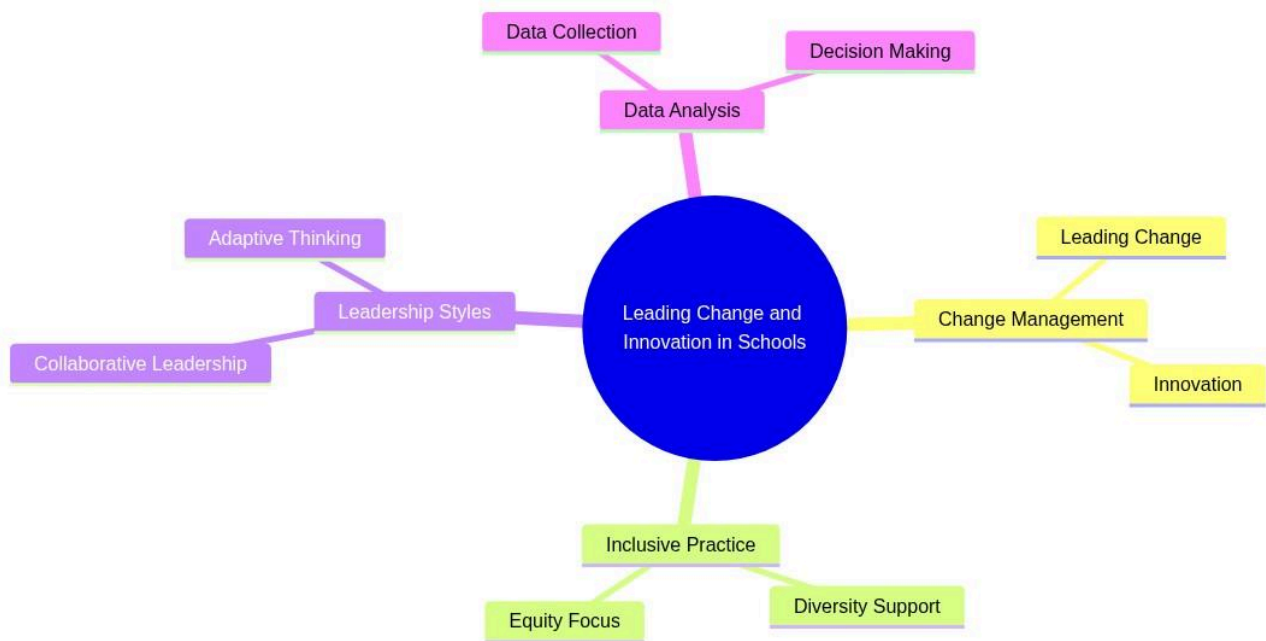 Data Collection
Decision Making
Data Analysis
Adaptive Thinking
Leading Change
Leadership Styles
Leading Change and
Innovation in Schools
Change Management
Collaborative Leadership
Innovation
Inclusive Practice
Equity Focus
Diversity Support